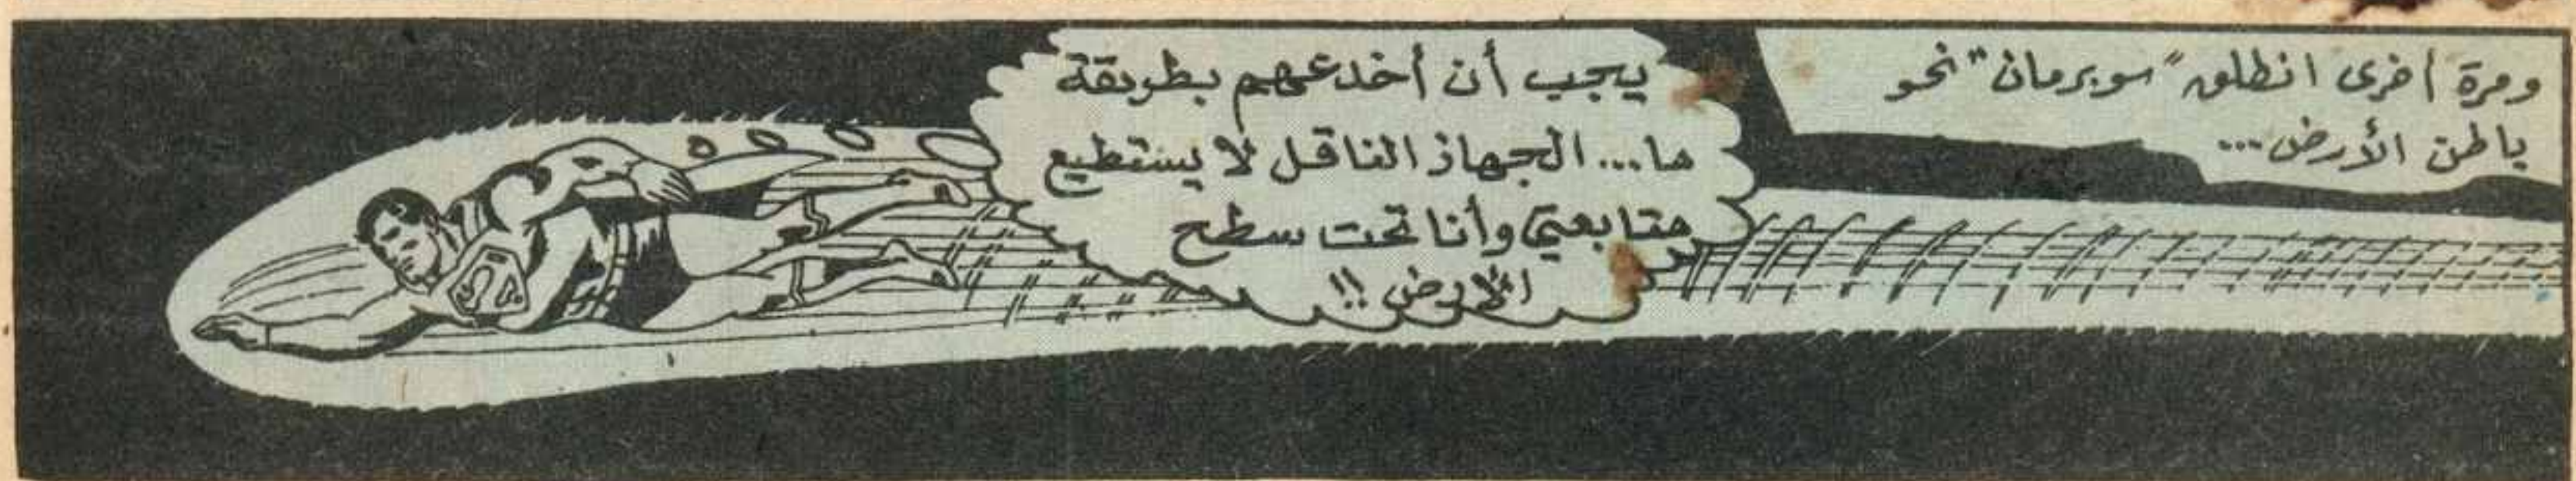 ومرة أخرى انطلق "سوبرمان" نحو
باطن الأرض...
يجب أن أخدعهم بطريقة
ما... الجهاز الناقل لا يستطيع
متابعتي وأنا تحت سطح
الأرض !!